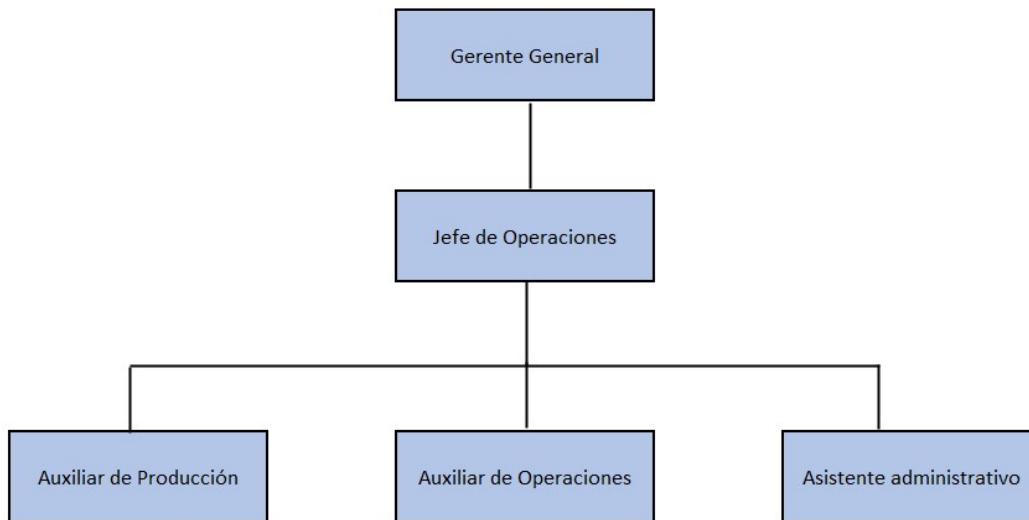 Gerente General
Jefe de Operaciones
Auxiliar de Producción
Auxiliar de Operaciones
Asistente administrativo